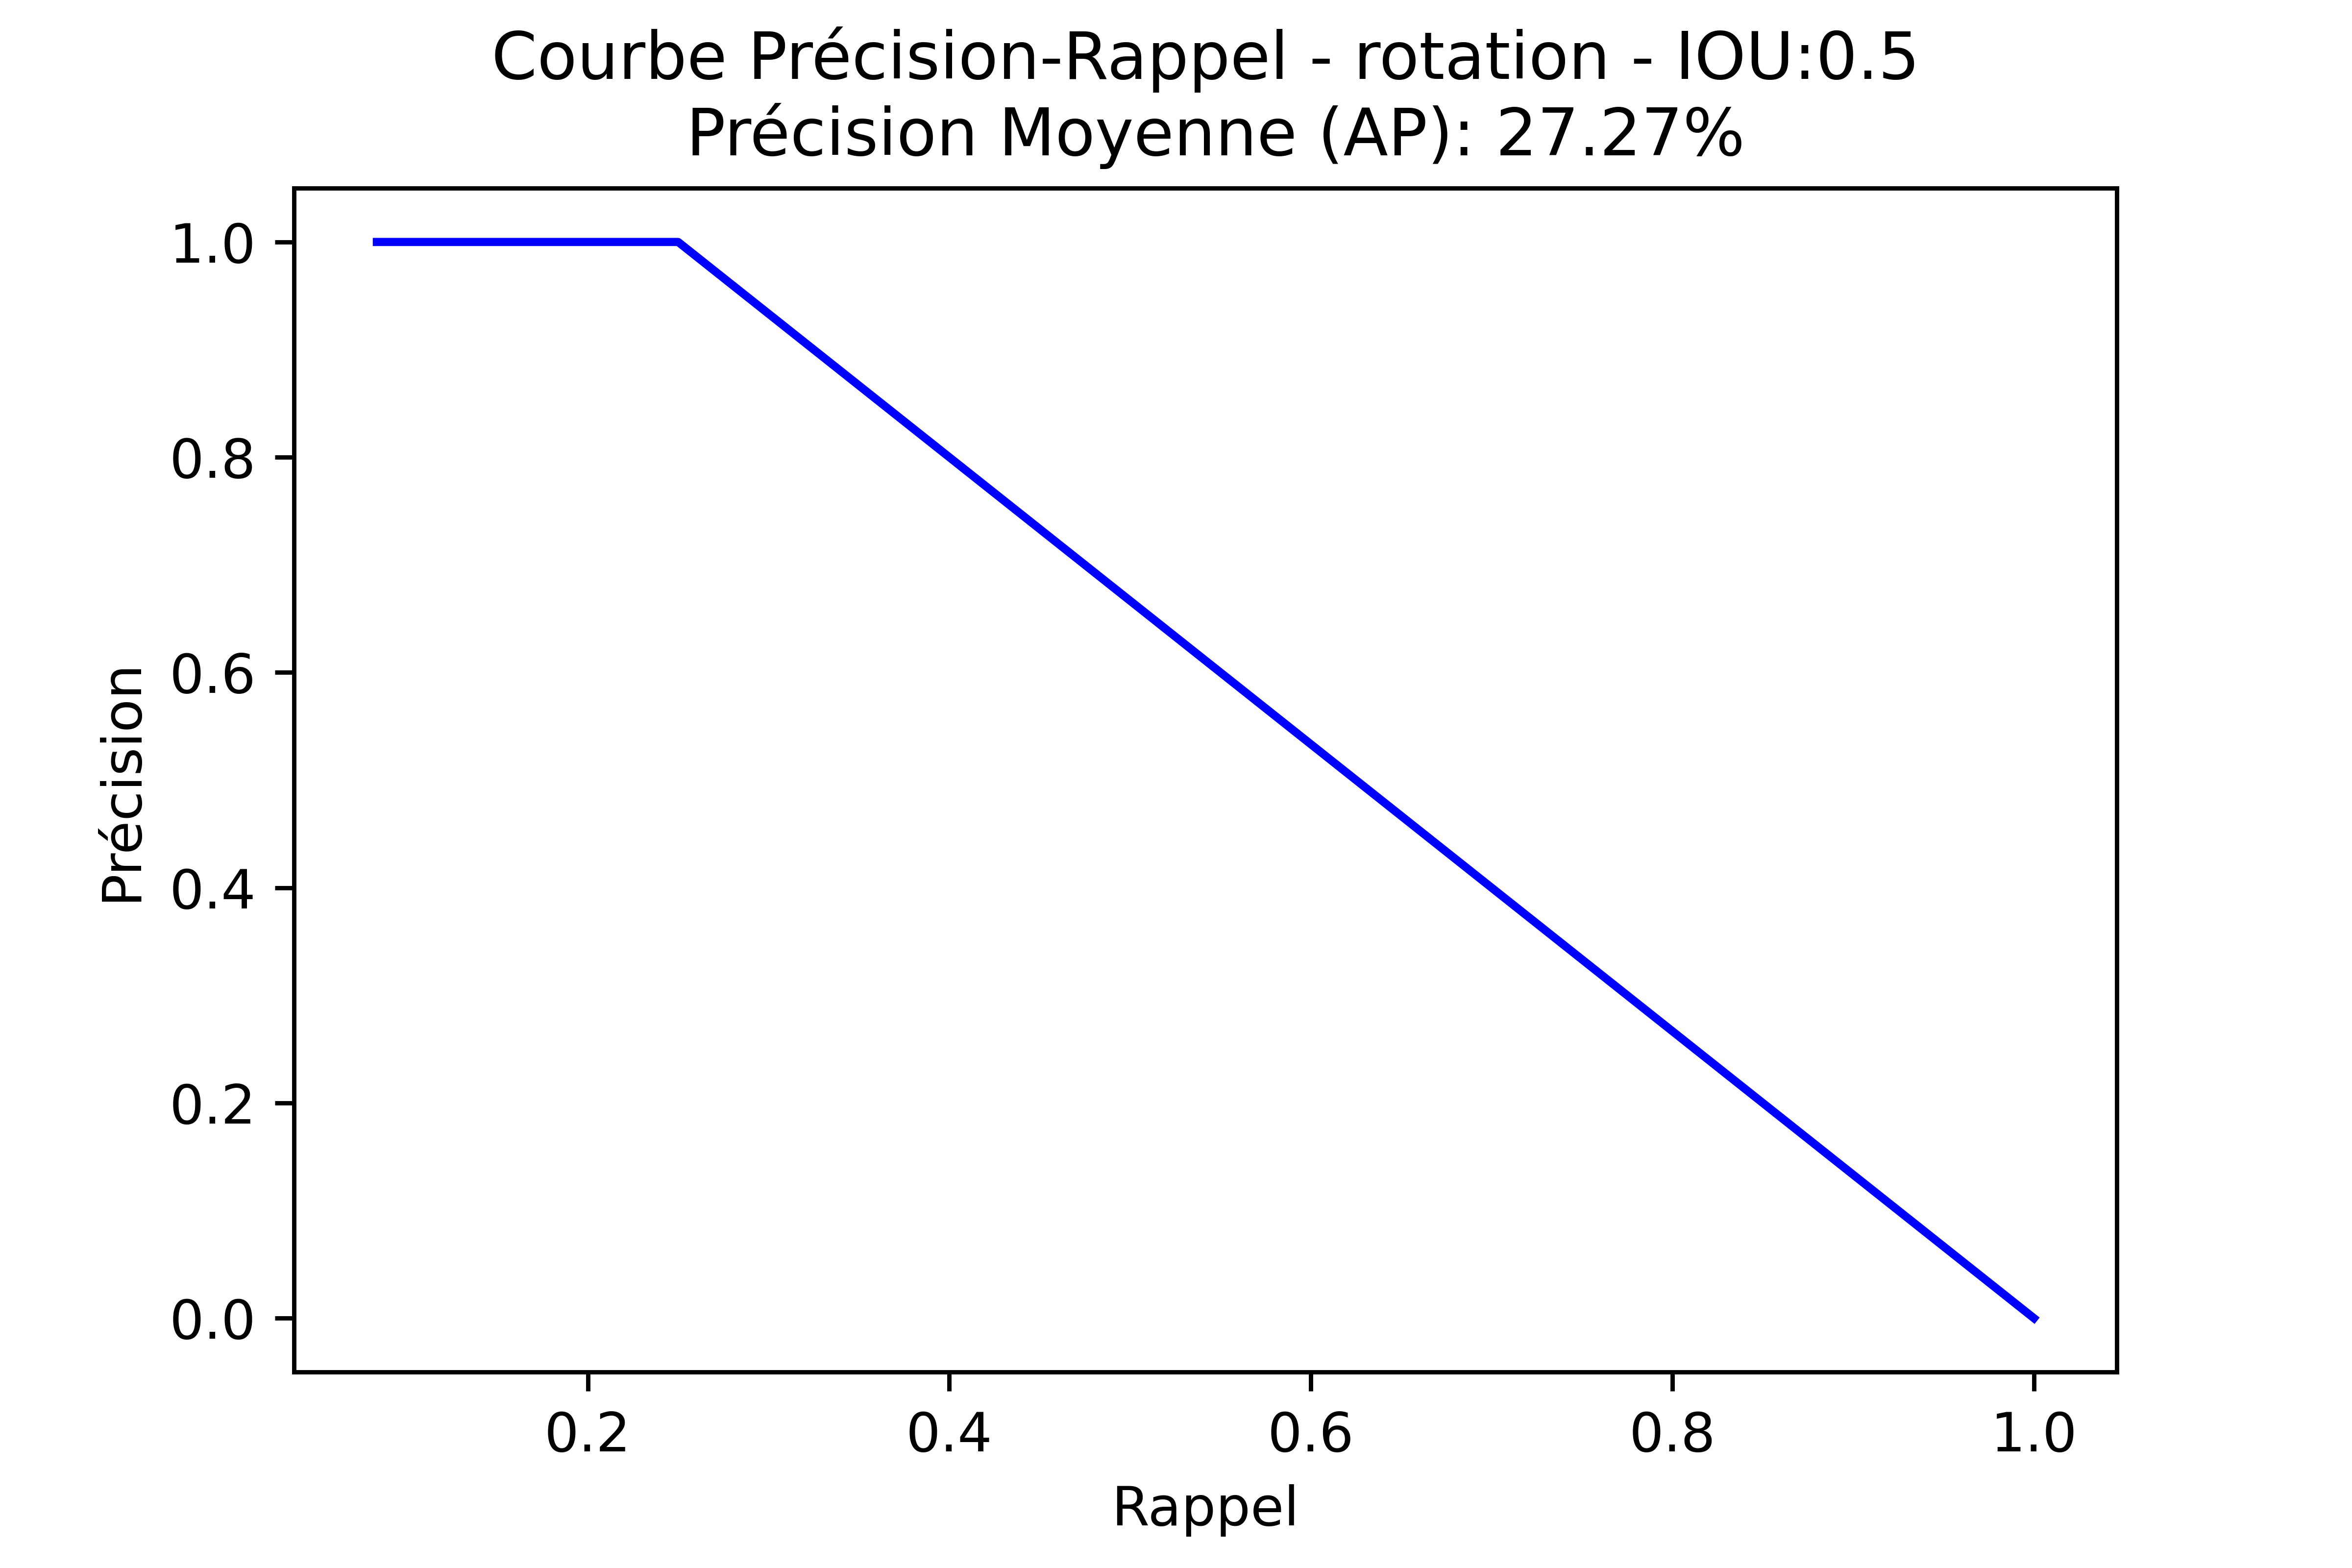 Courbe Précision-Rappel - rotation - IOU:0.5
Précision Moyenne (AP): 27.27%
1.0
0.8
0.6
0.4
0.2
0.0
Précision
0.2 0.4 0.6 0.8 1.0
Rappel